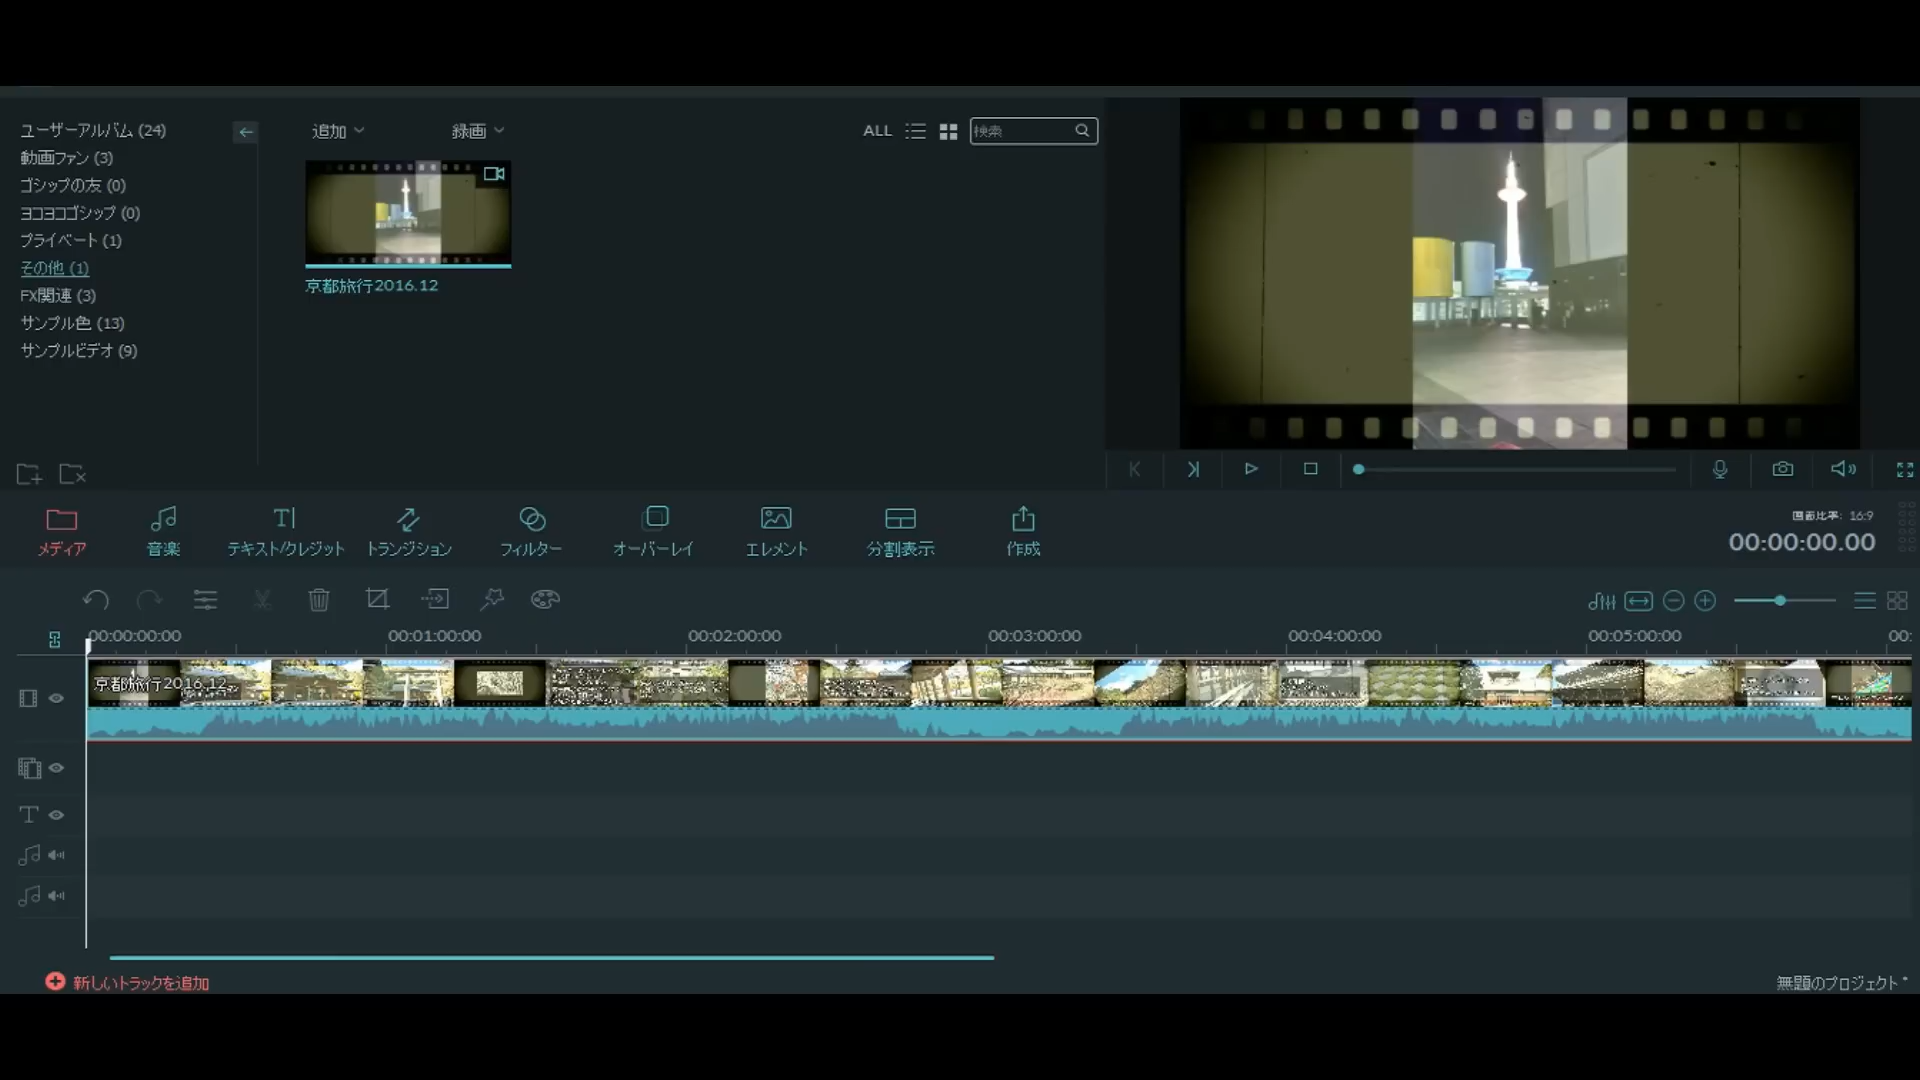 ユーザーアルバム (24)
動画ファン (3)
ゴシップの友 (0)
ヨコヨコゴシップ (0)
プライベート (1)
その他 (1)
FX関連 (3)
サンプル色 (13)
サンプルビデオ (9)
追加
録画
ALL
検索
京都旅行2016.12
メディア
音楽
テキスト/クレジット
トランジション
フィルター
オーバーレイ
エレメント
分割表示
作成
画面比率: 16:9
00:00:00.00
00:00:00:00
00:01:00:00
00:02:00:00
00:03:00:00
00:04:00:00
00:05:00:00
00:
京都旅行2016.12
新しいトラックを追加
無題のプロジェクト *